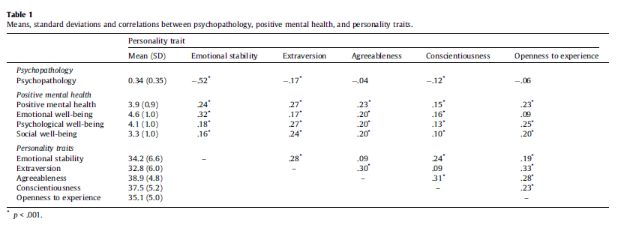 Table 1
Means, standard deviations and correlations between psychopathology, positive mental health, and personality traits.
Personality trait
Mean (SD) Emotional stability Extraversion Agreeableness Conscientiousness Openness to experience
Psychopathology
Psychopathology 0.34 (0.35) –.52* –.17* –.04 –.12* –.06
Positive mental health
Positive mental health 3.9 (0.9) .24* .27* .23* .15* .23*
Emotional well-being 4.6 (1.0) .32* .17* .20* .16* .09
Psychological well-being 4.1 (1.0) .18* .27* .20* .13* .25*
Social well-being 3.3 (1.0) .16* .24* .20* .10* .20*
Personality traits
Emotional stability 34.2 (6.6) – .28* .09 .24* .19*
Extraversion 32.8 (6.0) – .30* .09 .33*
Agreeableness 38.9 (4.8) – .31* .28*
Conscientiousness 37.5 (5.2) – .23*
Openness to experience 35.1 (5.0) –
* p < .001.